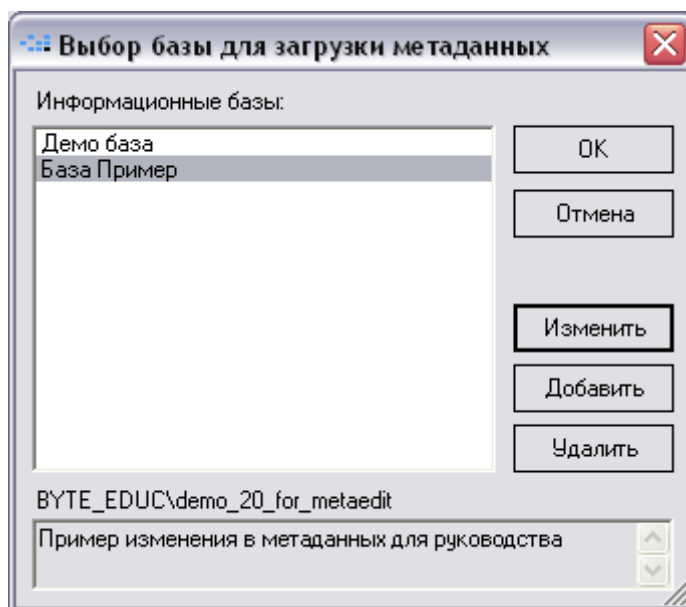 Выбор базы для загрузки метаданных
Информационные базы:
Демо база
База Пример
OK
Отмена
Изменить
Добавить
Удалить
BYTE_EDUC\demo_20_for_metaedit
Пример изменения в метаданных для руководства